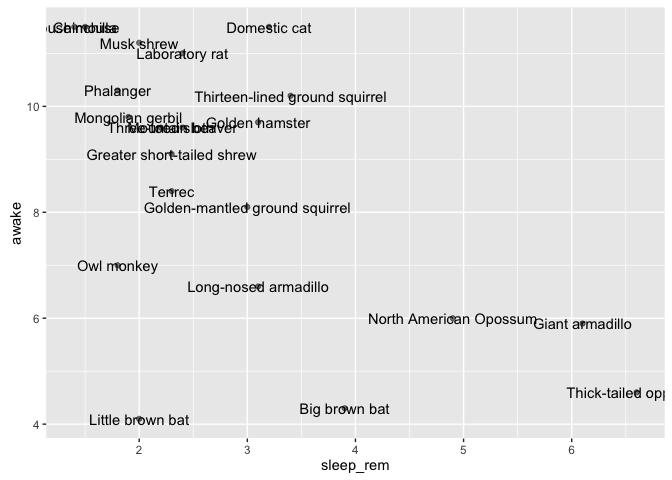 Chinchilla
Domestic cat
Musk shrew
Laboratory rat
Phalanger
Thirteen-lined ground squirrel
10
Mongolian gerbil
Golden hamster
Greater short-tailed shrew
Tenrec
Golden-mantled ground squirrel
8
awake
Owl monkey
Long-nosed armadillo
6
North American Opossum
Giant armadillo
Thick-tailed opp
Big brown bat
Little brown bat
4
2
3
4
5
6
sleep_rem